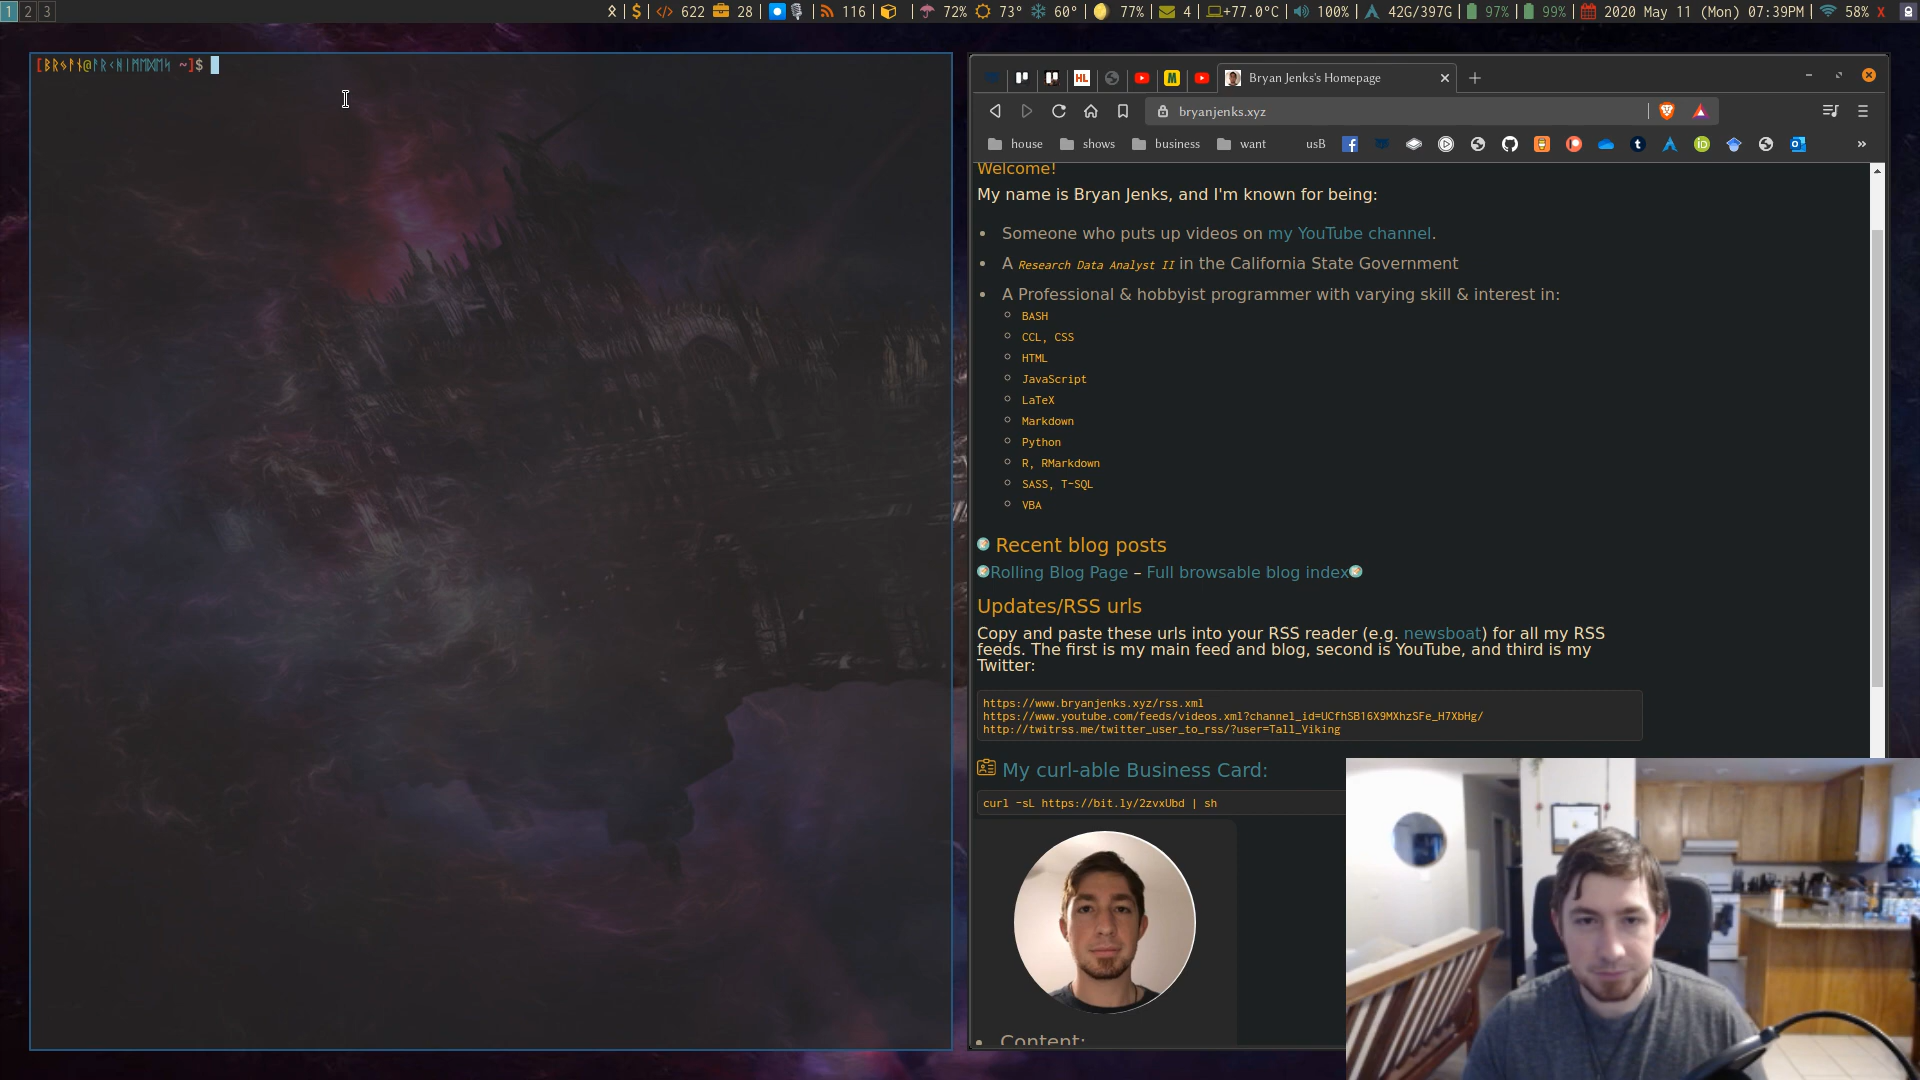 1 2 3
622 28 116 72% 73° 60° 77% 4 +77.0°C 100% 42G/397G 97% 99% 2020 May 11 (Mon) 07:39PM 58% X
~]$
Bryan Jenks's Homepage
bryanjenks.xyz
house shows business want usB
Welcome!
My name is Bryan Jenks, and I'm known for being:
• Someone who puts up videos on my YouTube channel.
• A Research Data Analyst II in the California State Government
• A Professional & hobbyist programmer with varying skill & interest in:
BASH
CCL, CSS
HTML
JavaScript
LaTeX
Markdown
Python
R, RMarkdown
SASS, T-SQL
VBA
Recent blog posts
Rolling Blog Page – Full browsable blog index
Updates/RSS urls
Copy and paste these urls into your RSS reader (e.g. newsboat) for all my RSS
feeds. The first is my main feed and blog, second is YouTube, and third is my
Twitter:
https://www.bryanjenks.xyz/rss.xml
https://www.youtube.com/feeds/videos.xml?channel_id=UCfhSB16X9MXhzSFe_H7XbHg/
http://twitrss.me/twitter_user_to_rss/?user=Tall_Viking
My curl-able Business Card:
curl -sL https://bit.ly/2zvxUbd | sh
• Content: